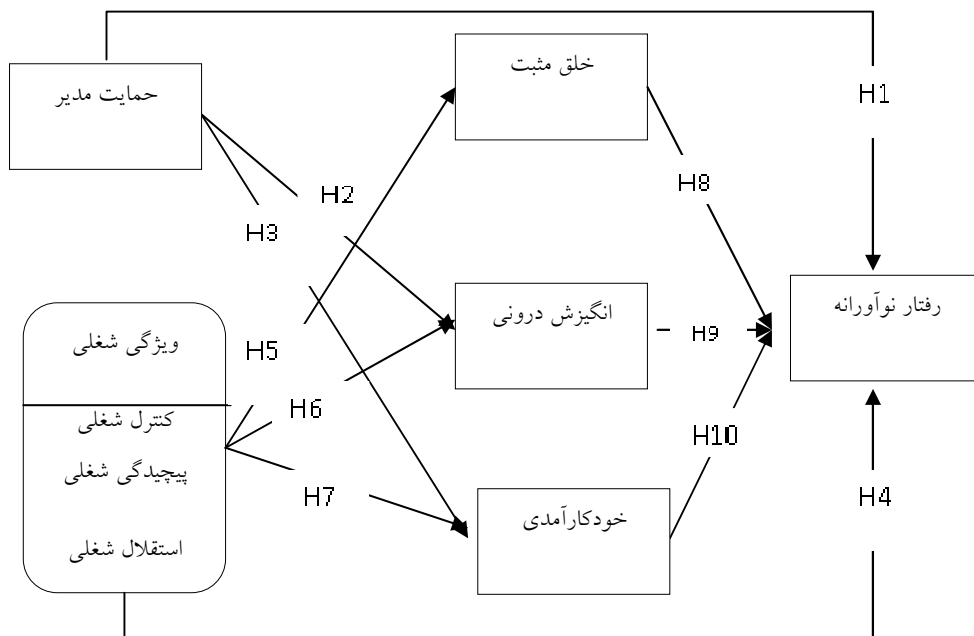 حمایت مدیر
خلق مثبت
H1
H2
H3
H8
ویژگی شغلی
کنترل شغلی
پیچیدگی شغلی
استقلال شغلی
H5
H6
H7
انگیزش درونی
H9
رفتار نوآورانه
H10
خودکارآمدی
H4